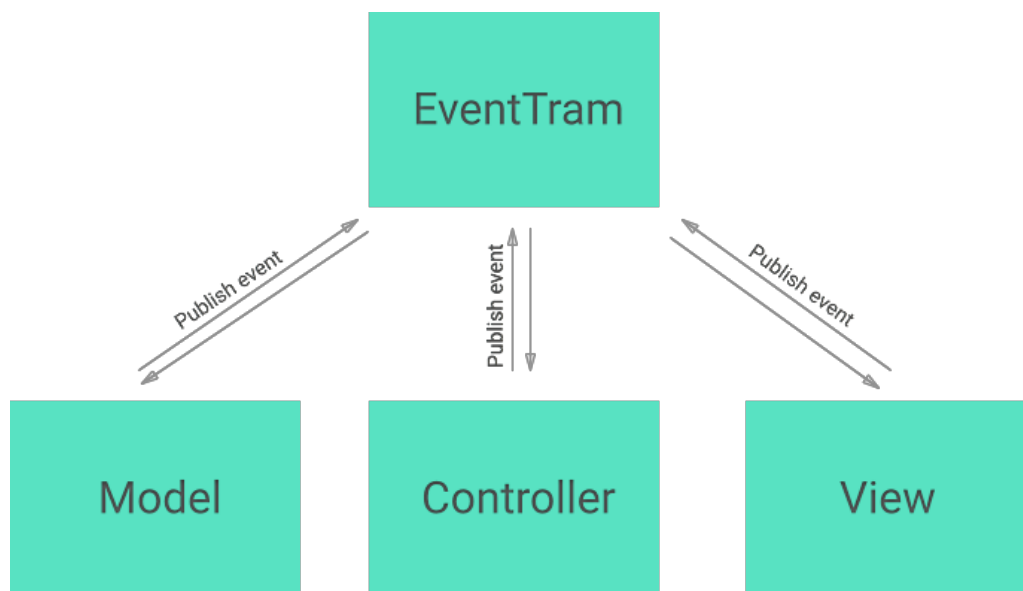 EventTram
Publish event
Publish event
Publish event
Model
Controller
View